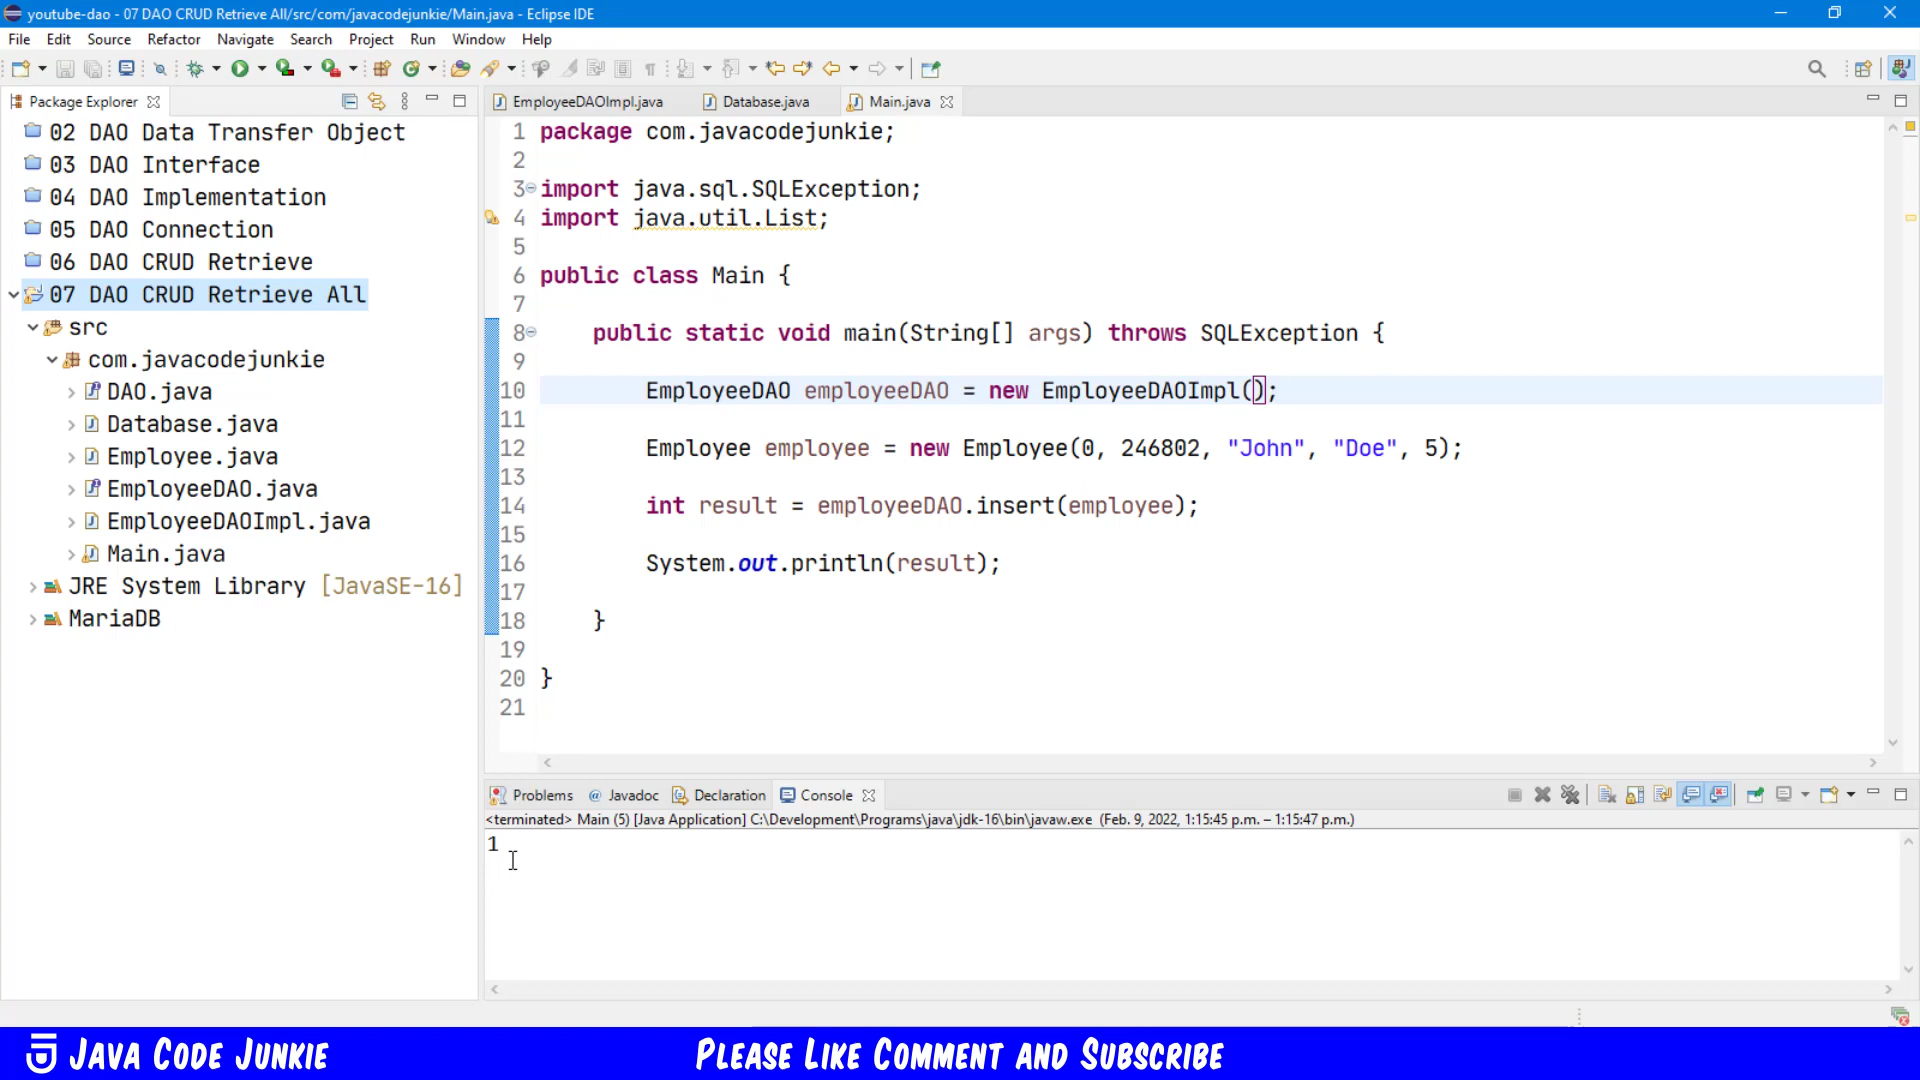 youtube-dao - 07 DAO CRUD Retrieve All/src/com/javacodejunkie/Main.java - Eclipse IDE
File Edit Source Refactor Navigate Search Project Run Window Help
Package Explorer
EmployeeDAOImpl.java Database.java Main.java
02 DAO Data Transfer Object
03 DAO Interface
04 DAO Implementation
05 DAO Connection
06 DAO CRUD Retrieve
07 DAO CRUD Retrieve All
src
com.javacodejunkie
DAO.java
Database.java
Employee.java
EmployeeDAO.java
EmployeeDAOImpl.java
Main.java
JRE System Library [JavaSE-16]
MariaDB
1 package com.javacodejunkie;
2
3 import java.sql.SQLException;
4 import java.util.List;
5
6 public class Main {
7
8 public static void main(String[] args) throws SQLException {
9
10 EmployeeDAO employeeDAO = new EmployeeDAOImpl();
11
12 Employee employee = new Employee(0, 246802, "John", "Doe", 5);
13
14 int result = employeeDAO.insert(employee);
15
16 System.out.println(result);
17
18 }
19
20 }
21
Problems @ Javadoc Declaration Console
<terminated> Main (5) [Java Application] C:\Development\Programs\java\jdk-16\bin\javaw.exe (Feb. 9, 2022, 1:15:45 p.m. – 1:15:47 p.m.)
1
Java Code Junkie
Please Like Comment and Subscribe